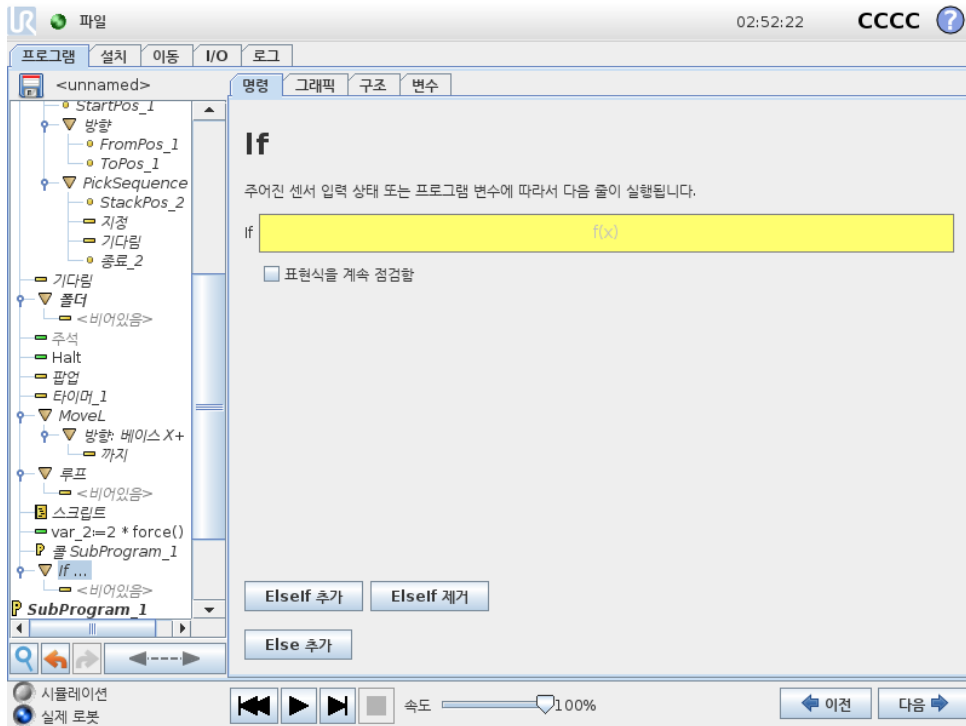 UR 파일 02:52:22 CCCC ?
프로그램 설치 이동 I/O 로그
<unnamed>
명령 그래픽 구조 변수
StartPos_1
방향
FromPos_1
ToPos_1
PickSequence
StackPos_2
지정
기다림
종료_2
기다림
폴더
<비어있음>
주석
Halt
팝업
타이머_1
MoveL
방향: 베이스 X+
까지
루프
<비어있음>
스크립트
var_2:=2 * force()
콜 SubProgram_1
If ...
<비어있음>
SubProgram_1
If
주어진 센서 입력 상태 또는 프로그램 변수에 따라서 다음 줄이 실행됩니다.
If f(x)
표현식을 계속 점검함
ElseIf 추가 ElseIf 제거
Else 추가
시뮬레이션
실제 로봇
속도 100%
이전 다음